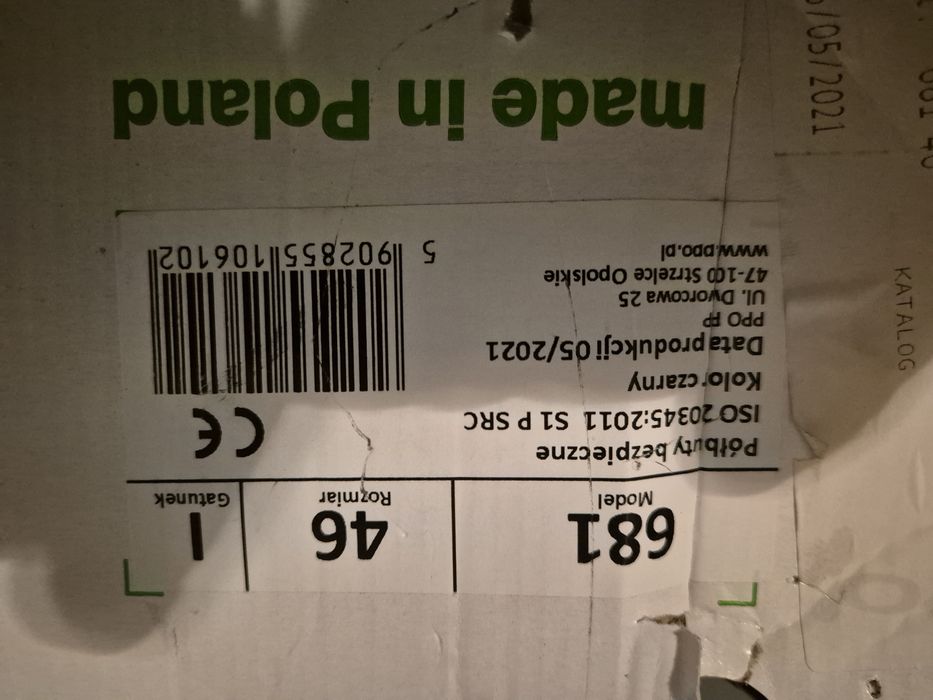 681
Model
46
Rozmiar
I
Gatunek
Półbuty bezpieczne
ISO 20345:2011 S1 P SRC
Kolor czarny
Data produkcji 05/2021
PPO PP
Ul. Dworcowa 25
47-100 Strzelce Opolskie
www.ppo.pl
CE
5 902855 106102
made in Poland
KATALOG
/05/2021